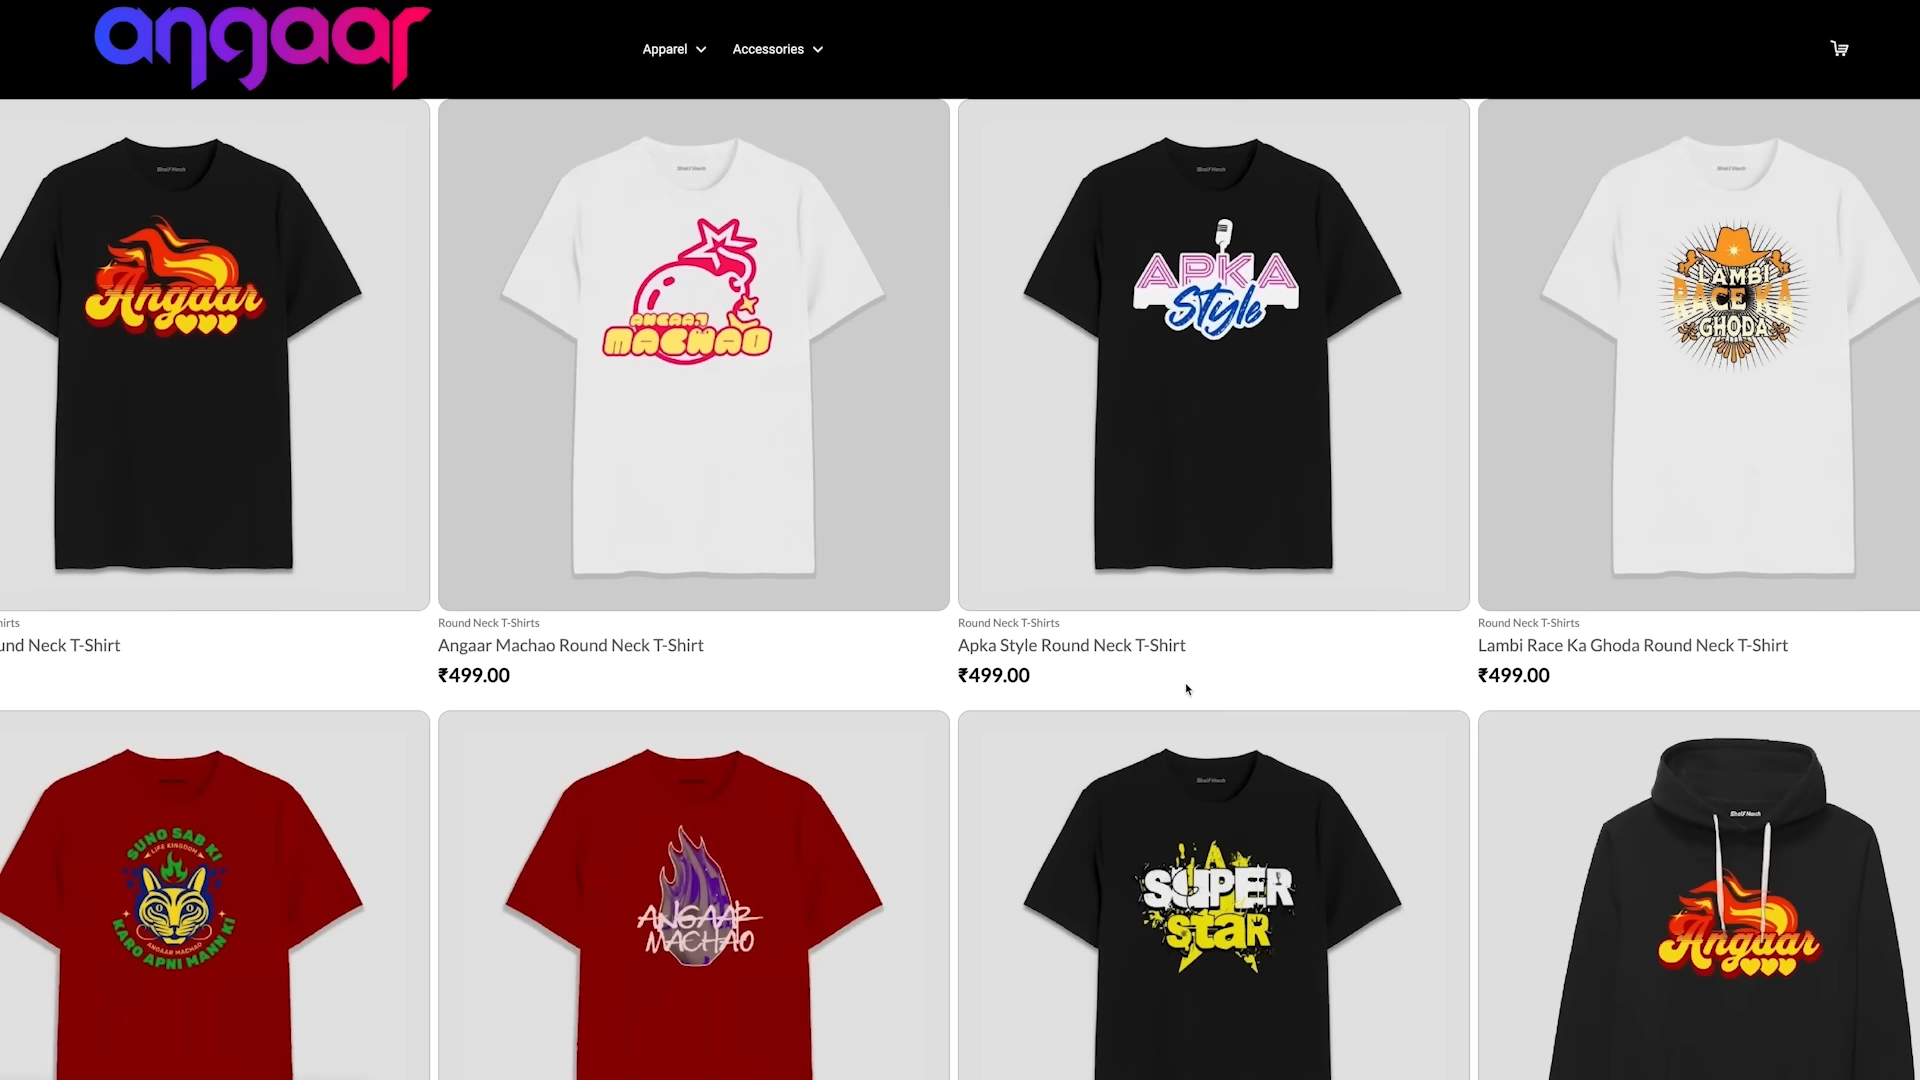 angaar
Apparel
Accessories
Angaar
ANGAAR
MACHAO
APKA
Style
LAMBI
RACE KA
GHODA
hirts
Round Neck T-Shirts
Round Neck T-Shirts
Round Neck T-Shirts
und Neck T-Shirt
Angaar Machao Round Neck T-Shirt
Apka Style Round Neck T-Shirt
Lambi Race Ka Ghoda Round Neck T-Shirt
₹499.00
₹499.00
₹499.00
SUNO SAB KI
LIFE KINGDOM
ANGAAR MACHAO
KARO APNI MANN KI
ANGAAR
MACHAO
SUPER
staR
Angaar